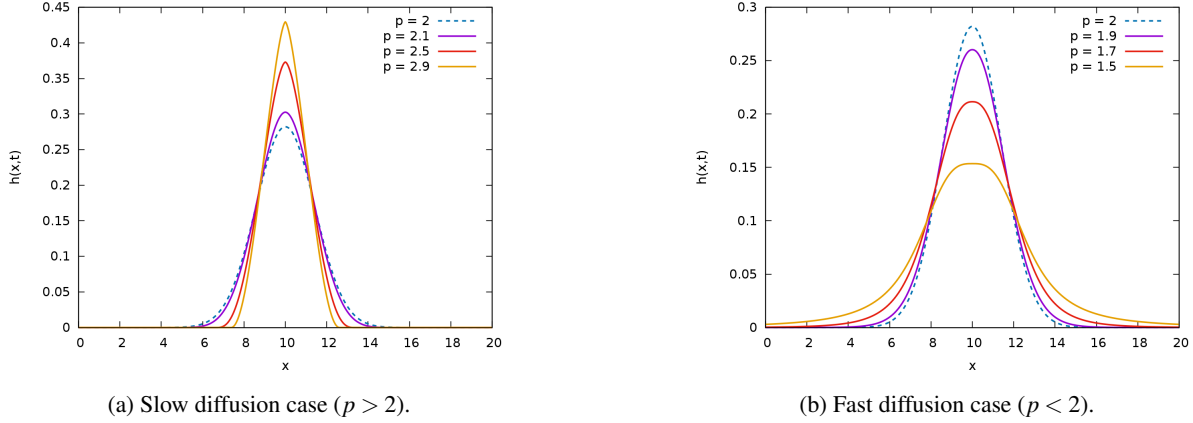 0.45
0.4
0.35
0.3
0.25
0.2
0.15
0.1
0.05
0
0 2 4 6 8 10 12 14 16 18 20
h(x,t)
x
p = 2
p = 2.1
p = 2.5
p = 2.9
(a) Slow diffusion case (p > 2).
0.3
0.25
0.2
0.15
0.1
0.05
0
0 2 4 6 8 10 12 14 16 18 20
h(x,t)
x
p = 2
p = 1.9
p = 1.7
p = 1.5
(b) Fast diffusion case (p < 2).